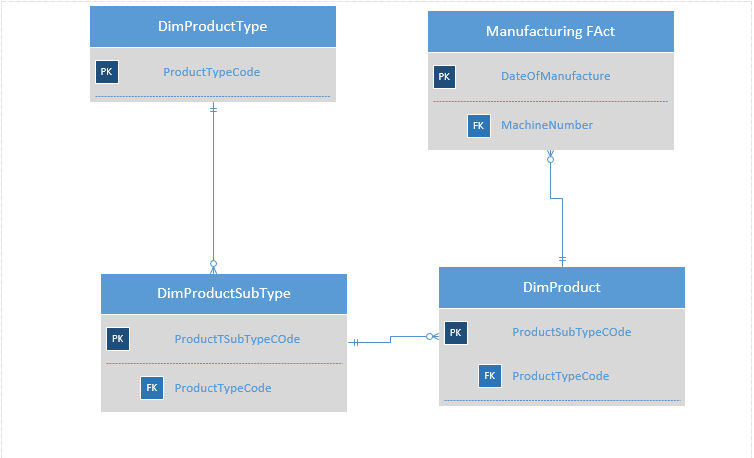 DimProductType
PK ProductTypeCode
Manufacturing FAct
PK DateOfManufacture
FK MachineNumber
DimProductSubType
PK ProductTSubTypeCOde
FK ProductTypeCode
DimProduct
PK ProductSubTypeCOde
FK ProductTypeCode